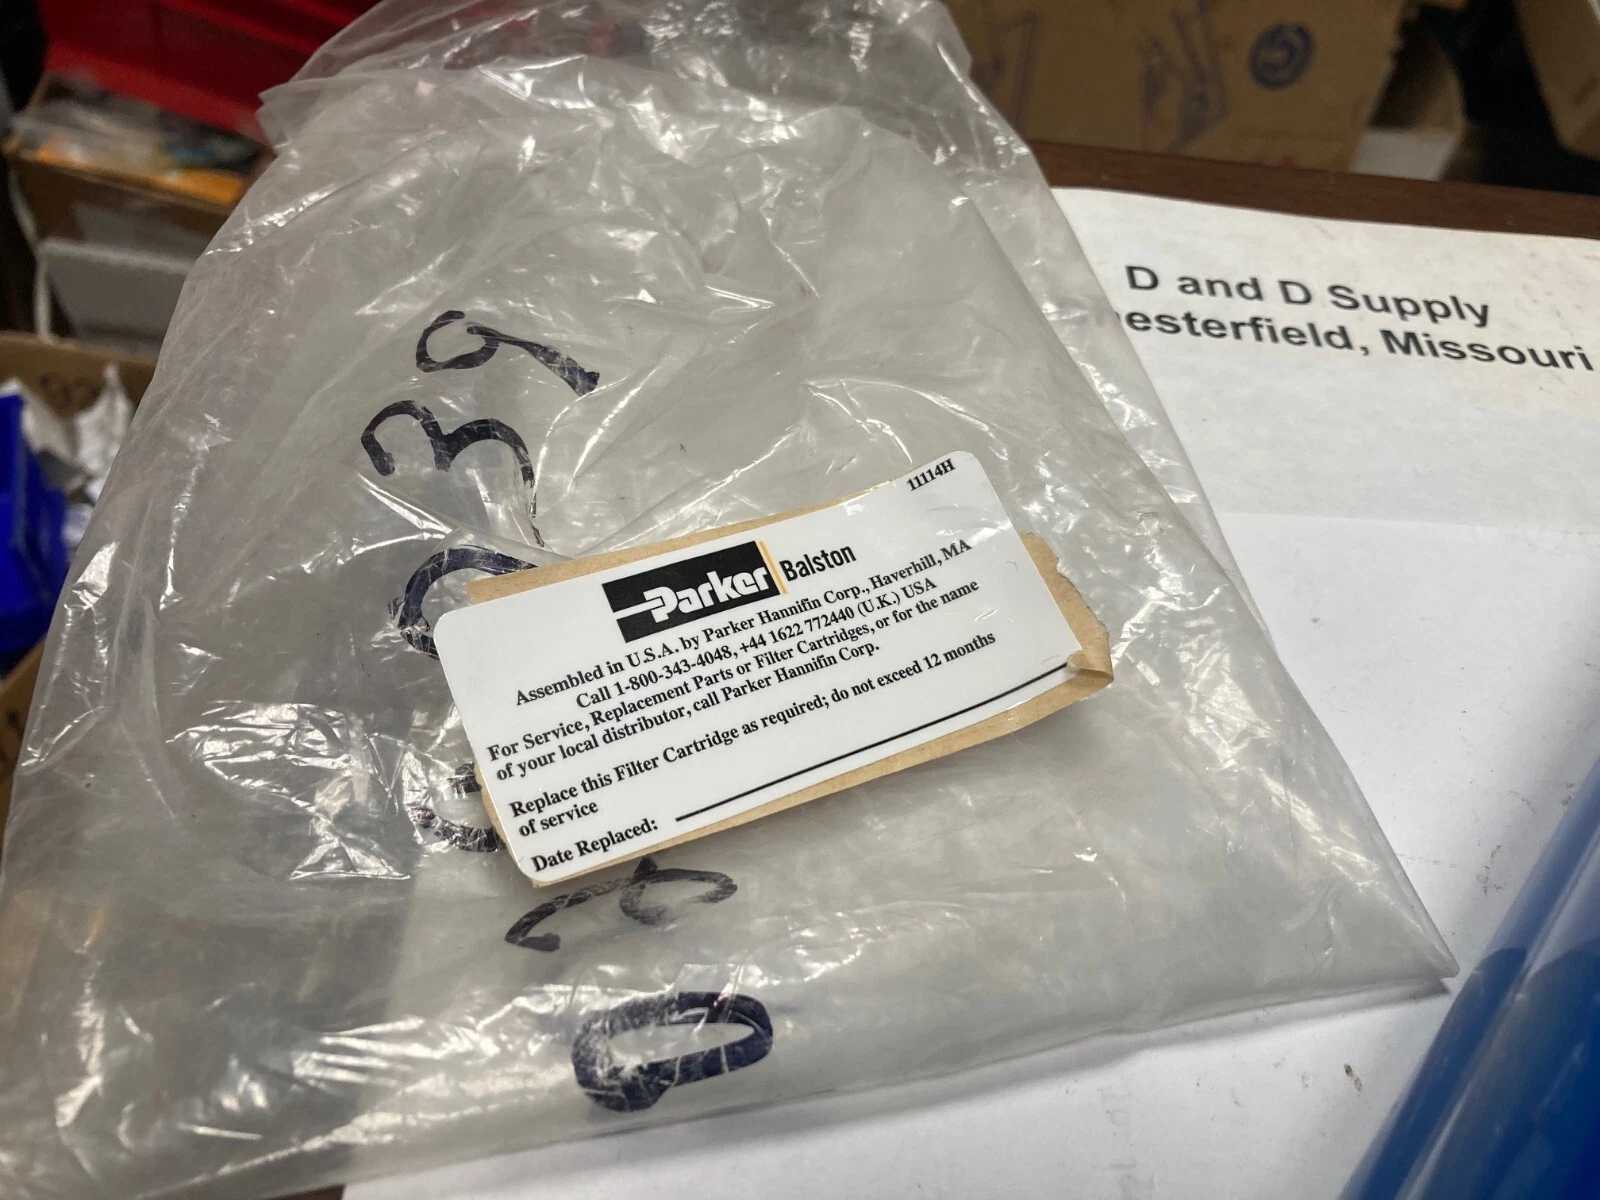 D and D Supply
esterfield, Missouri
11114H
Parker Balston
Assembled in U.S.A. by Parker Hannifin Corp., Haverhill, MA
Call 1-800-343-4048, +44 1622 772440 (U.K.) USA
For Service, Replacement Parts or Filter Cartridges, or for the name
of your local distributor, call Parker Hannifin Corp.
Replace this Filter Cartridge as required; do not exceed 12 months
of service
Date Replaced: